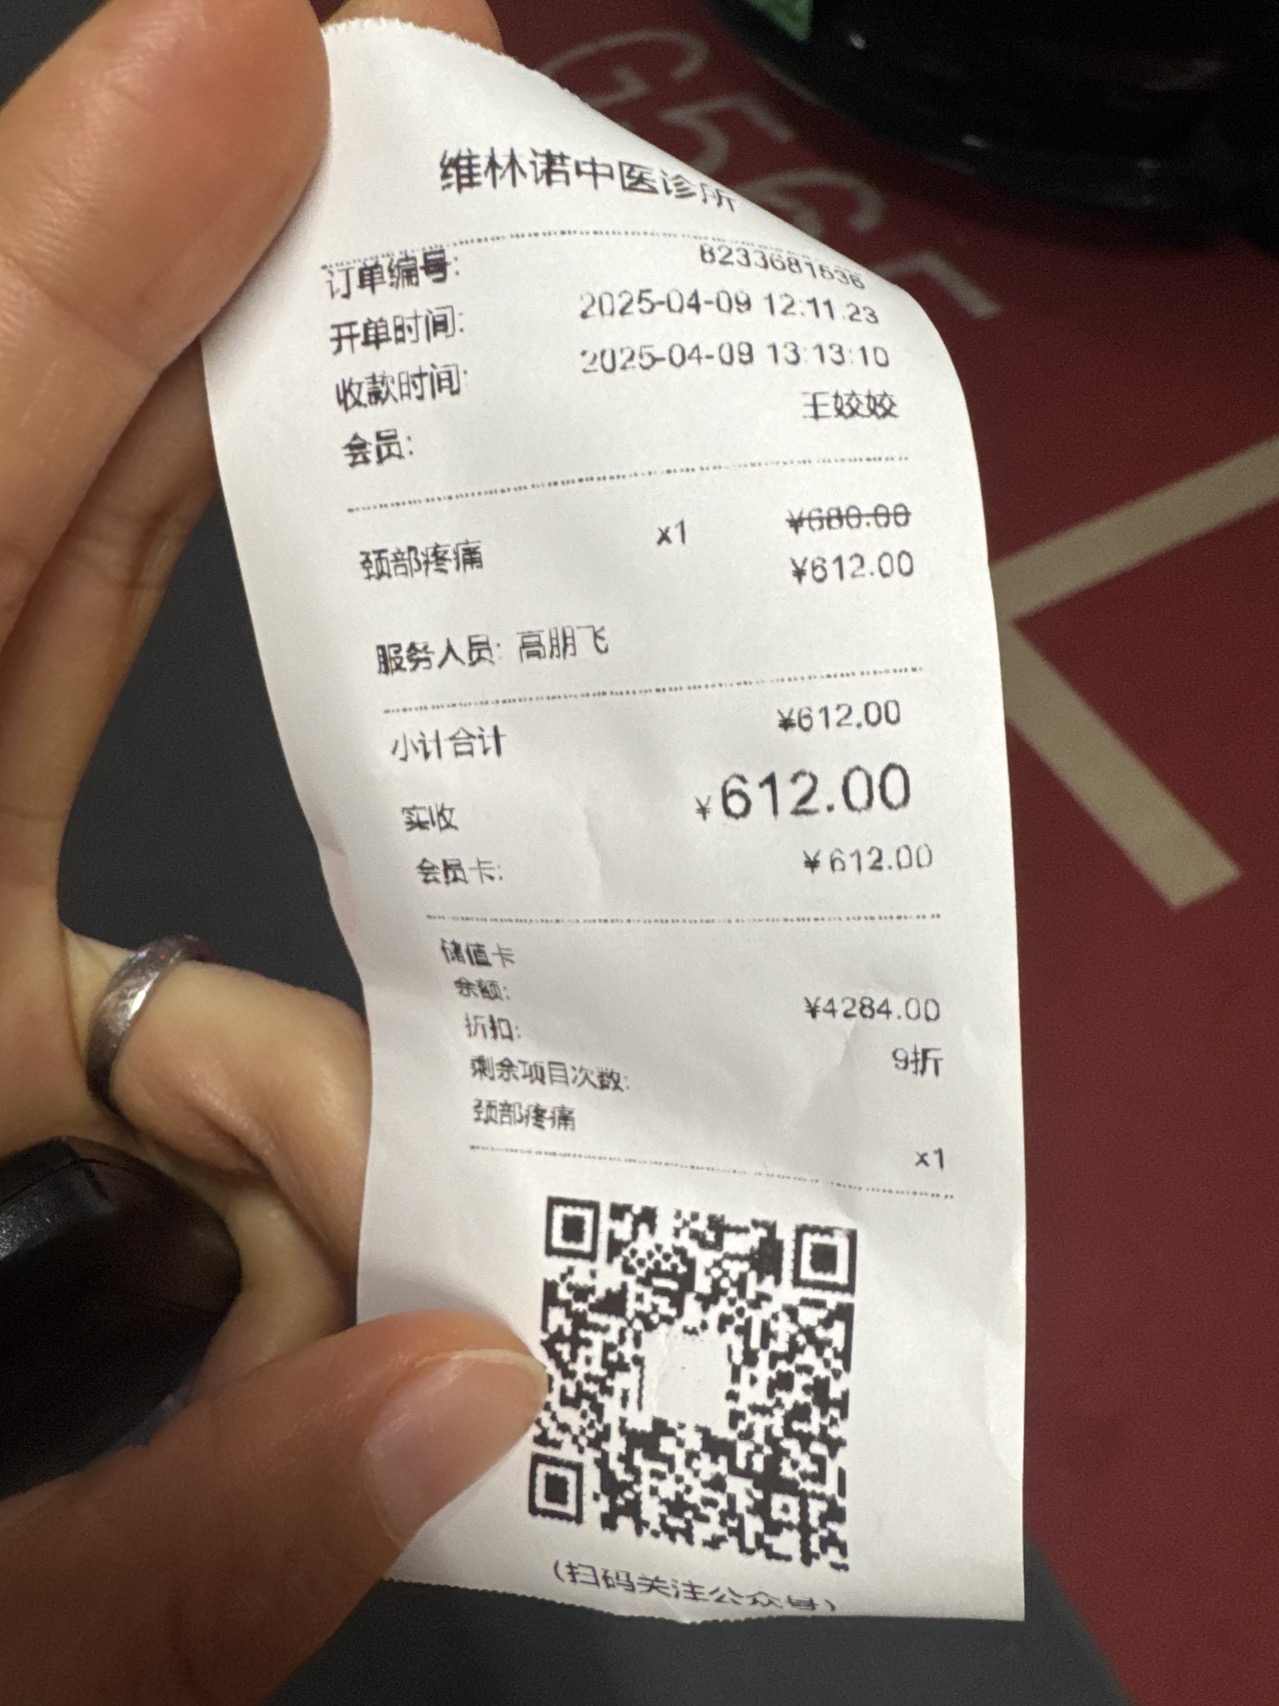 维林诺中医诊所
订单编号: 8233681636
开单时间: 2025-04-09 12:11:23
收款时间: 2025-04-09 13:13:10
会员: 王姣姣
颈部疼痛 x1 ¥680.00
¥612.00
服务人员: 高朋飞
小计合计 ¥612.00
实收 ¥612.00
会员卡: ¥612.00
储值卡
余额: ¥4284.00
折扣: 9折
剩余项目次数:
颈部疼痛 x1
(扫码关注公众号)